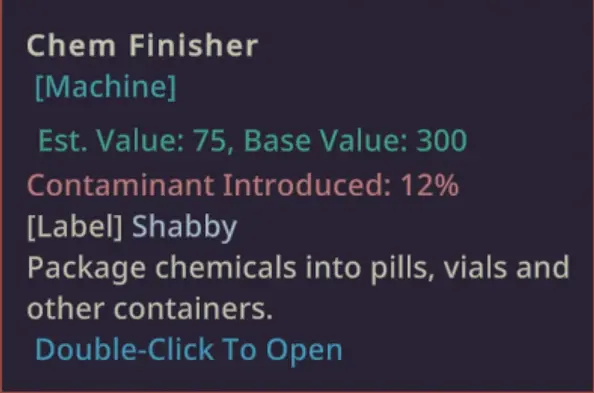 Chem Finisher
[Machine]
Est. Value: 75, Base Value: 300
Contaminant Introduced: 12%
[Label] Shabby
Package chemicals into pills, vials and
other containers.
Double-Click To Open